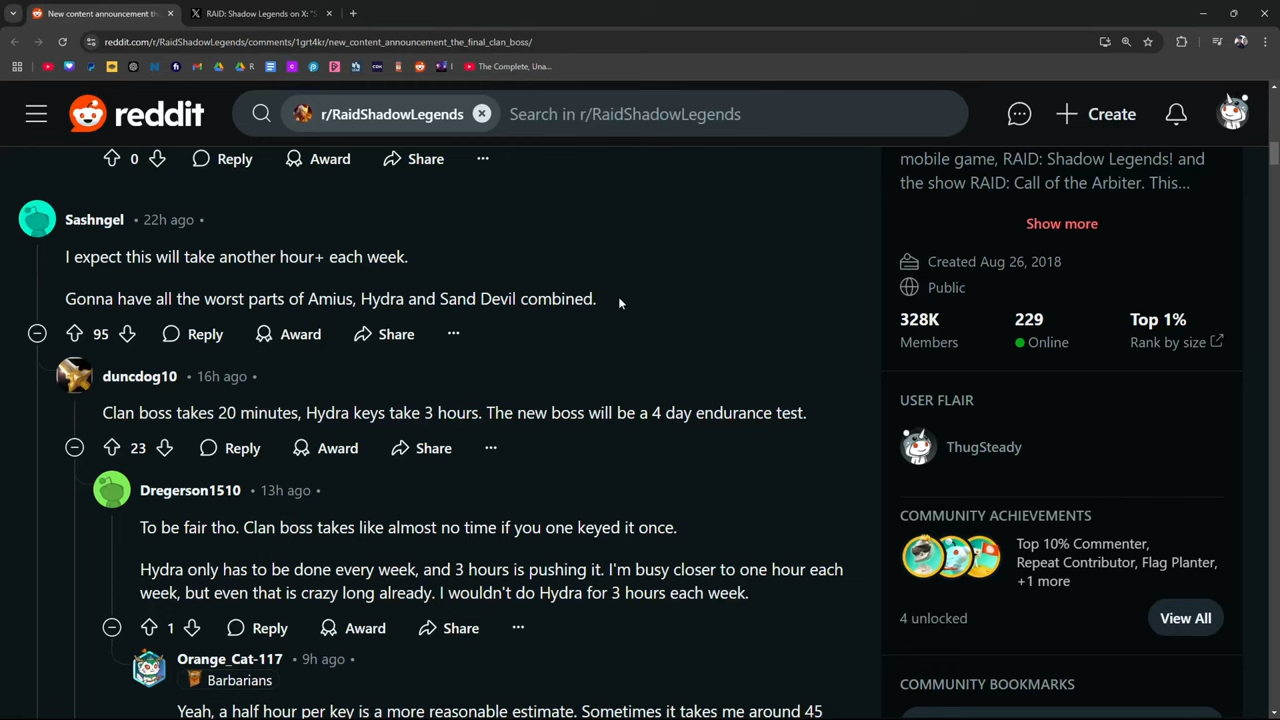 New content announcement th
RAID: Shadow Legends on X: "S
reddit.com/r/RaidShadowLegends/comments/1grt4kr/new_content_announcement_the_final_clan_boss/
The Complete, Una...
reddit
r/RaidShadowLegends
Search in r/RaidShadowLegends
Create
0
Reply
Award
Share
Sashngel • 22h ago •
I expect this will take another hour+ each week.
Gonna have all the worst parts of Amius, Hydra and Sand Devil combined.
95
Reply
Award
Share
duncdog10 • 16h ago •
Clan boss takes 20 minutes, Hydra keys take 3 hours. The new boss will be a 4 day endurance test.
23
Reply
Award
Share
Dregerson1510 • 13h ago •
To be fair tho. Clan boss takes like almost no time if you one keyed it once.
Hydra only has to be done every week, and 3 hours is pushing it. I'm busy closer to one hour each
week, but even that is crazy long already. I wouldn't do Hydra for 3 hours each week.
1
Reply
Award
Share
Orange_Cat-117 • 9h ago •
Barbarians
Yeah, a half hour per key is a more reasonable estimate. Sometimes it takes me around 45
mobile game, RAID: Shadow Legends! and
the show RAID: Call of the Arbiter. This...
Show more
Created Aug 26, 2018
Public
328K
229
Top 1%
Members
Online
Rank by size
USER FLAIR
ThugSteady
COMMUNITY ACHIEVEMENTS
Top 10% Commenter,
Repeat Contributor, Flag Planter,
+1 more
4 unlocked
View All
COMMUNITY BOOKMARKS